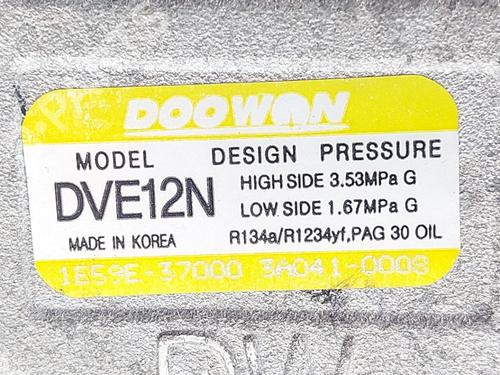 DOOWON
MODEL DESIGN PRESSURE
DVE12N HIGH SIDE 3.53MPa G
LOW SIDE 1.67MPa G
MADE IN KOREA R134a/R1234yf,PAG 30 OIL
1E59E-37000 3A041-0008